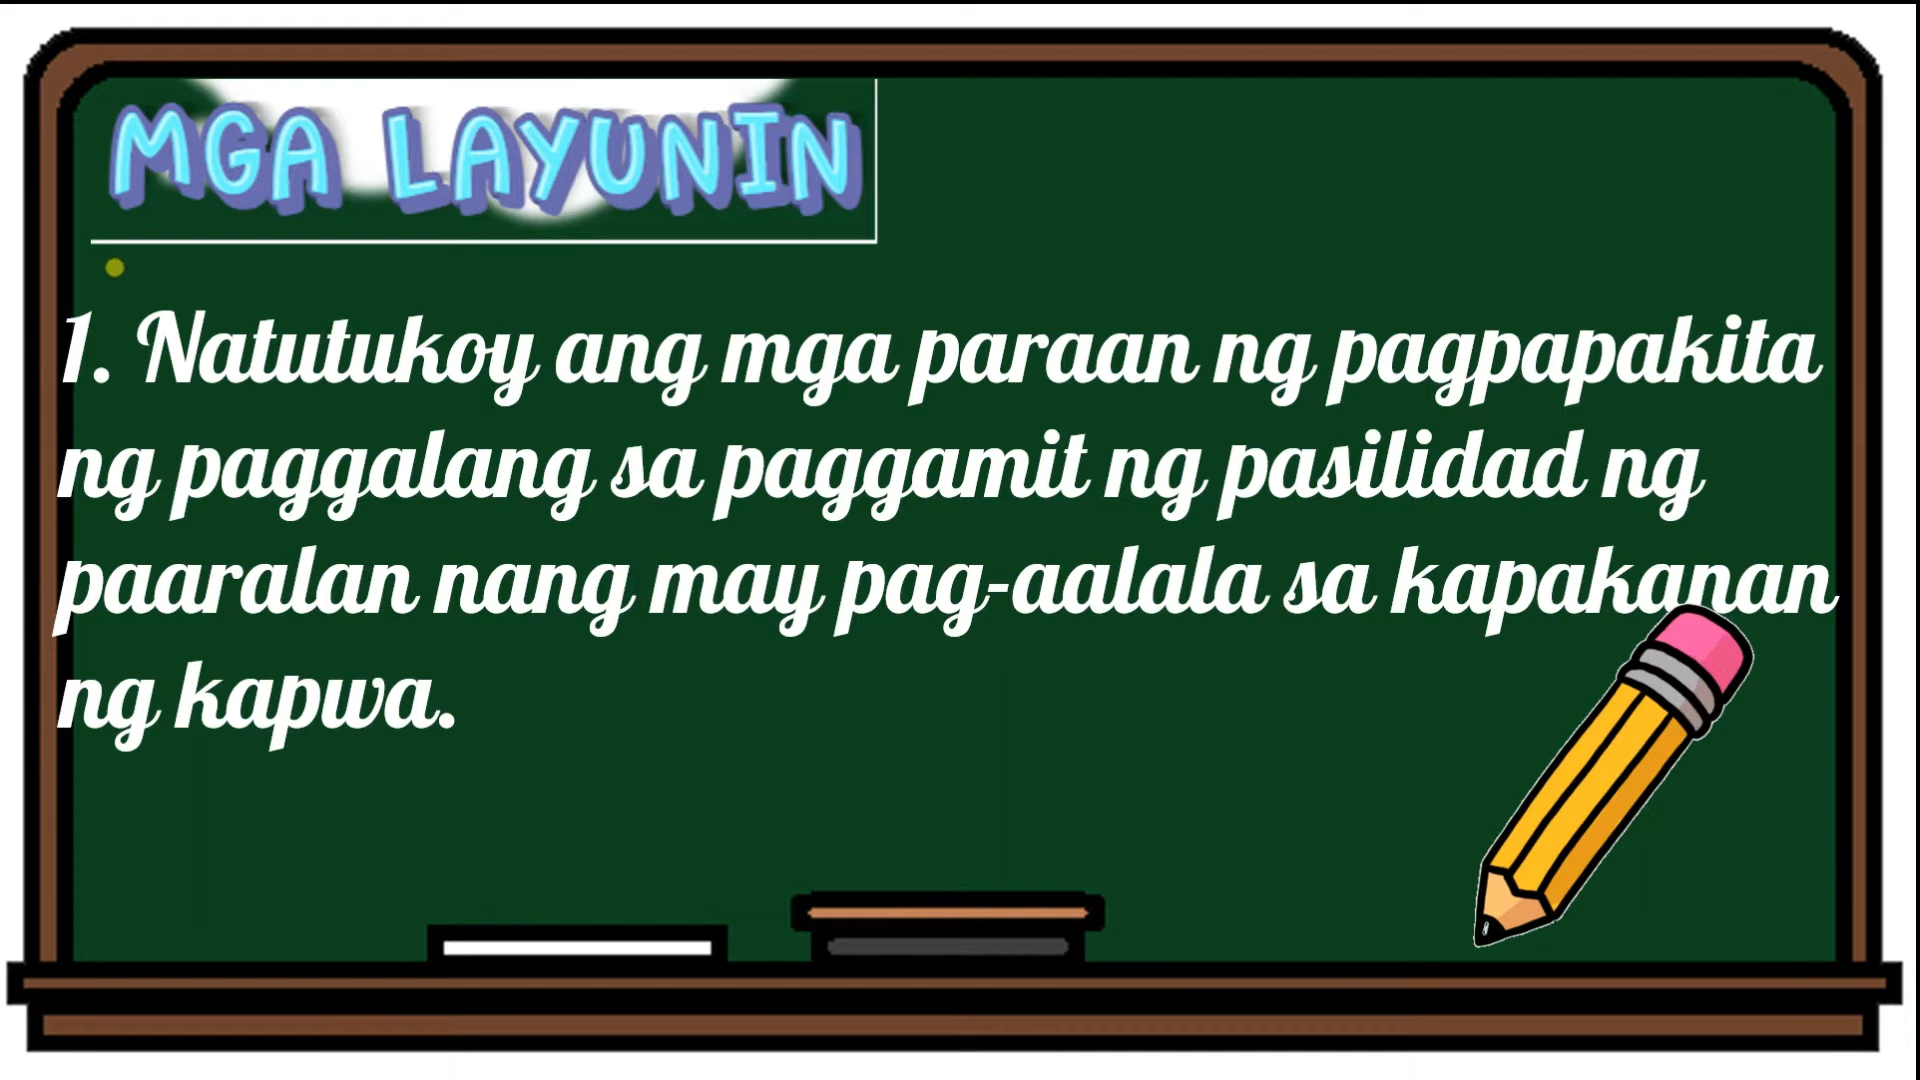 MGA LAYUNIN
1. Natutukoy ang mga paraan ng pagpapakita
ng paggalang sa paggamit ng pasilidad ng
paaralan nang may pag-aalala sa kapakanan
ng kapwa.